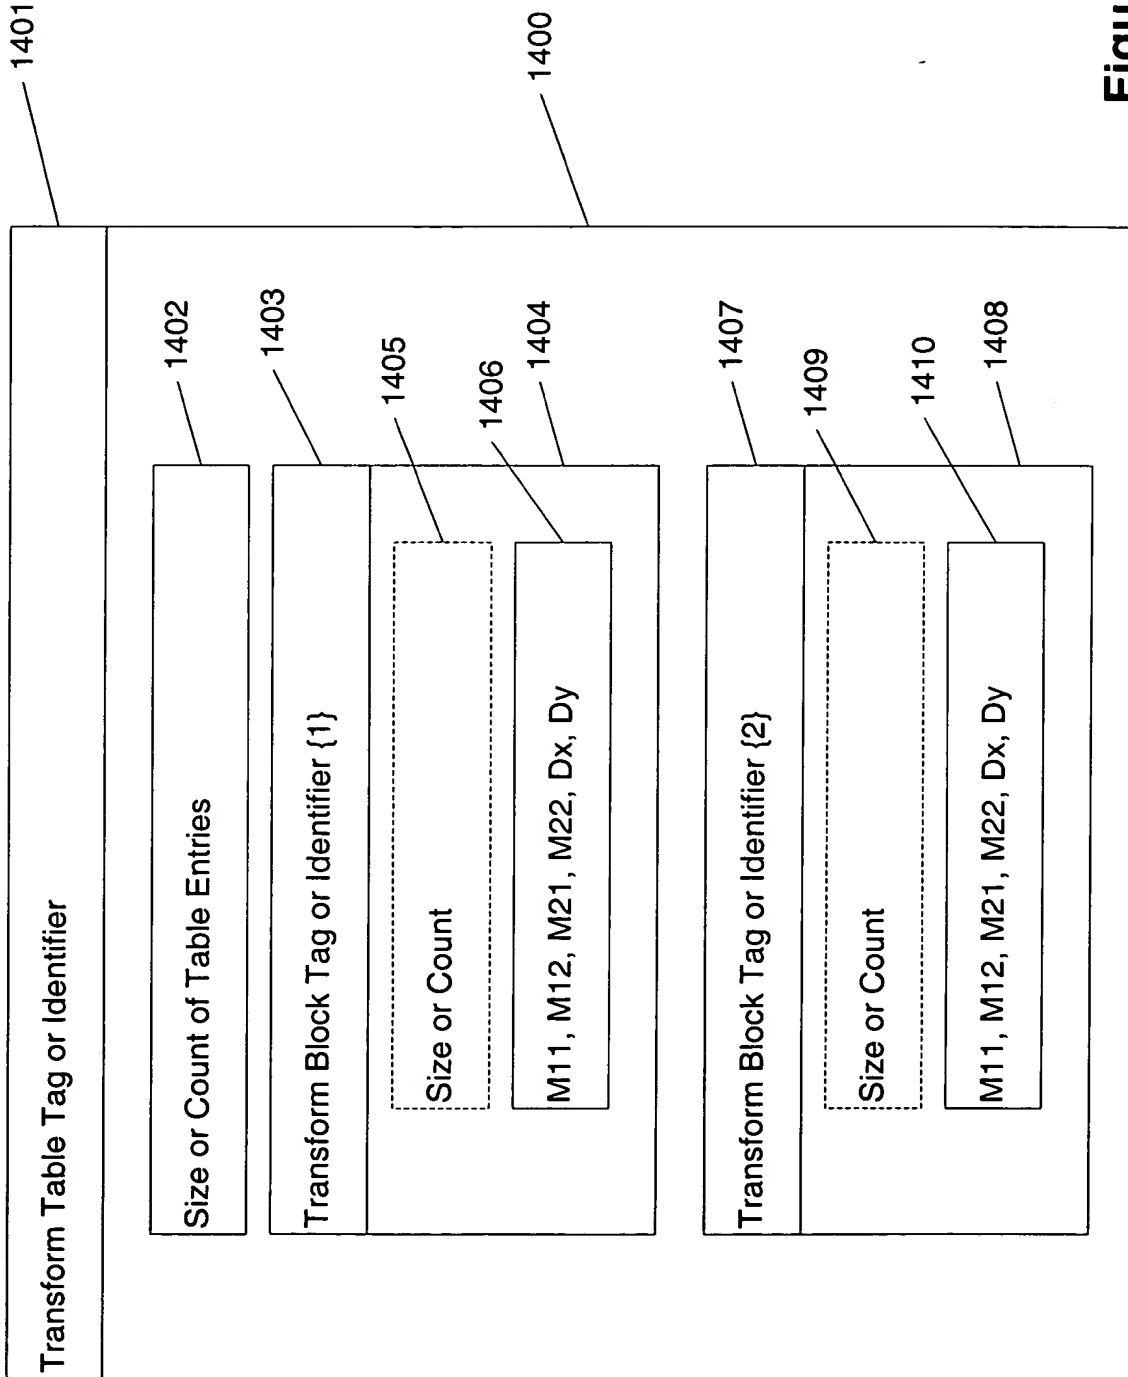 Transform Table Tag or Identifier
1401
Size or Count of Table Entries
1402
Transform Block Tag or Identifier {1}
1403
Size or Count
1405
M11, M12, M21, M22, Dx, Dy
1406
1404
Transform Block Tag or Identifier {2}
1407
Size or Count
1409
M11, M12, M21, M22, Dx, Dy
1410
1408
1400